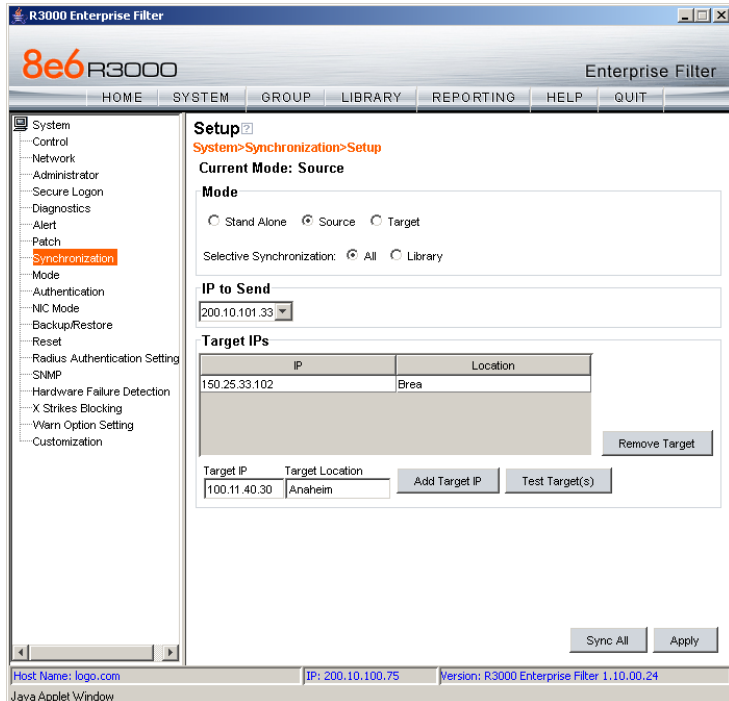 R3000 Enterprise Filter
8e6 R3000
Enterprise Filter
HOME SYSTEM GROUP LIBRARY REPORTING HELP QUIT
System
Control
Network
Administrator
Secure Logon
Diagnostics
Alert
Patch
Synchronization
Mode
Authentication
NIC Mode
Backup/Restore
Reset
Radius Authentication Setting
SNMP
Hardware Failure Detection
X Strikes Blocking
Warn Option Setting
Customization
Setup ?
System>Synchronization>Setup
Current Mode: Source
Mode
Stand Alone Source Target
Selective Synchronization: All Library
IP to Send
200.10.101.33
Target IPs
IP Location
150.25.33.102 Brea
Remove Target
Target IP Target Location
100.11.40.30 Anaheim Add Target IP Test Target(s)
Sync All Apply
Host Name: logo.com IP: 200.10.100.75 Version: R3000 Enterprise Filter 1.10.00.24
Java Applet Window